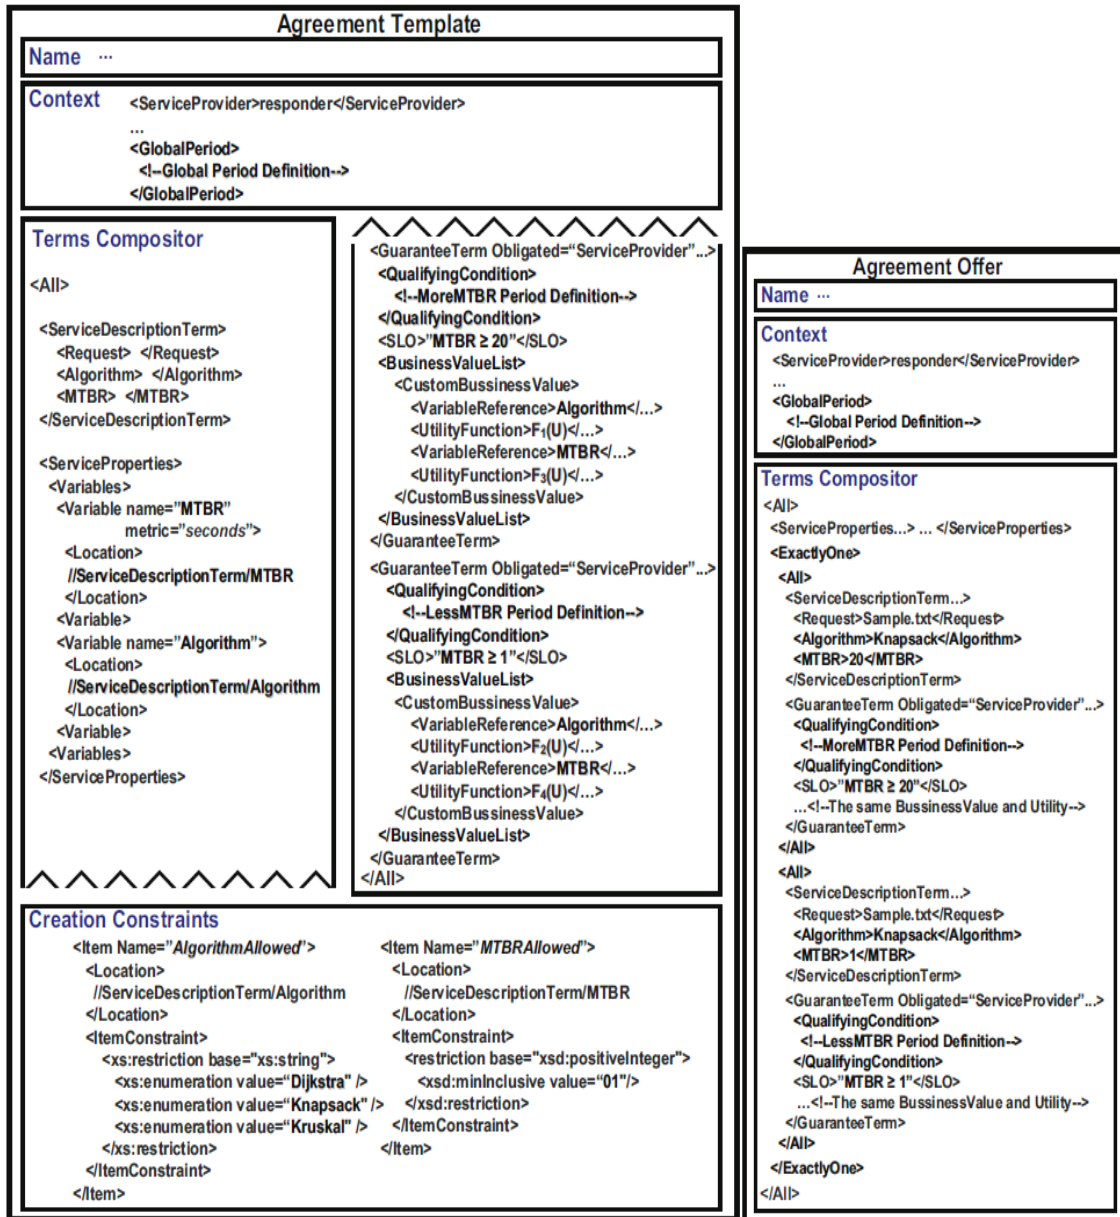 Agreement Template
Name ...
Context <ServiceProvider>responder</ServiceProvider>
...
<GlobalPeriod>
<!--Global Period Definition-->
</GlobalPeriod>
Terms Compositor
<All>
<ServiceDescriptionTerm>
<Request> </Request>
<Algorithm> </Algorithm>
<MTBR> </MTBR>
</ServiceDescriptionTerm>
<ServiceProperties>
<Variables>
<Variable name="MTBR"
metric="seconds">
<Location>
//ServiceDescriptionTerm/MTBR
</Location>
<Variable>
<Variable name="Algorithm">
<Location>
//ServiceDescriptionTerm/Algorithm
</Location>
<Variable>
<Variables>
</ServiceProperties>
<GuaranteeTerm Obligated="ServiceProvider"...>
<QualifyingCondition>
<!--MoreMTBR Period Definition-->
</QualifyingCondition>
<SLO>"MTBR ≥ 20"</SLO>
<BusinessValueList>
<CustomBussinessValue>
<VariableReference>Algorithm</...>
<UtilityFunction>F₁(U)</...>
<VariableReference>MTBR</...>
<UtilityFunction>F₃(U)</...>
</CustomBussinessValue>
</BusinessValueList>
</GuaranteeTerm>
<GuaranteeTerm Obligated="ServiceProvider"...>
<QualifyingCondition>
<!--LessMTBR Period Definition-->
</QualifyingCondition>
<SLO>"MTBR ≥ 1"</SLO>
<BusinessValueList>
<CustomBussinessValue>
<VariableReference>Algorithm</...>
<UtilityFunction>F₂(U)</...>
<VariableReference>MTBR</...>
<UtilityFunction>F₄(U)</...>
</CustomBussinessValue>
</BusinessValueList>
</GuaranteeTerm>
</All>
Creation Constraints
<Item Name="AlgorithmAllowed">
<Location>
//ServiceDescriptionTerm/Algorithm
</Location>
<ItemConstraint>
<xs:restriction base="xs:string">
<xs:enumeration value="Dijkstra" />
<xs:enumeration value="Knapsack" />
<xs:enumeration value="Kruskal" />
</xs:restriction>
</ItemConstraint>
</Item>
<Item Name="MTBRAllowed">
<Location>
//ServiceDescriptionTerm/MTBR
</Location>
<ItemConstraint>
<restriction base="xsd:positiveInteger">
<xsd:minInclusive value="01"/>
</xsd:restriction>
</ItemConstraint>
</Item>
Agreement Offer
Name ...
Context
<ServiceProvider>responder</ServiceProvider>
...
<GlobalPeriod>
<!--Global Period Definition-->
</GlobalPeriod>
Terms Compositor
<All>
<ServiceProperties...> ... </ServiceProperties>
<ExactlyOne>
<All>
<ServiceDescriptionTerm...>
<Request>Sample.txt</Request>
<Algorithm>Knapsack</Algorithm>
<MTBR>20</MTBR>
</ServiceDescriptionTerm>
<GuaranteeTerm Obligated="ServiceProvider"...>
<QualifyingCondition>
<!--MoreMTBR Period Definition-->
</QualifyingCondition>
<SLO>"MTBR ≥ 20"</SLO>
...<!--The same BussinessValue and Utility-->
</GuaranteeTerm>
</All>
<All>
<ServiceDescriptionTerm...>
<Request>Sample.txt</Request>
<Algorithm>Knapsack</Algorithm>
<MTBR>1</MTBR>
</ServiceDescriptionTerm>
<GuaranteeTerm Obligated="ServiceProvider"...>
<QualifyingCondition>
<!--LessMTBR Period Definition-->
</QualifyingCondition>
<SLO>"MTBR ≥ 1"</SLO>
...<!--The same BussinessValue and Utility-->
</GuaranteeTerm>
</All>
</ExactlyOne>
</All>